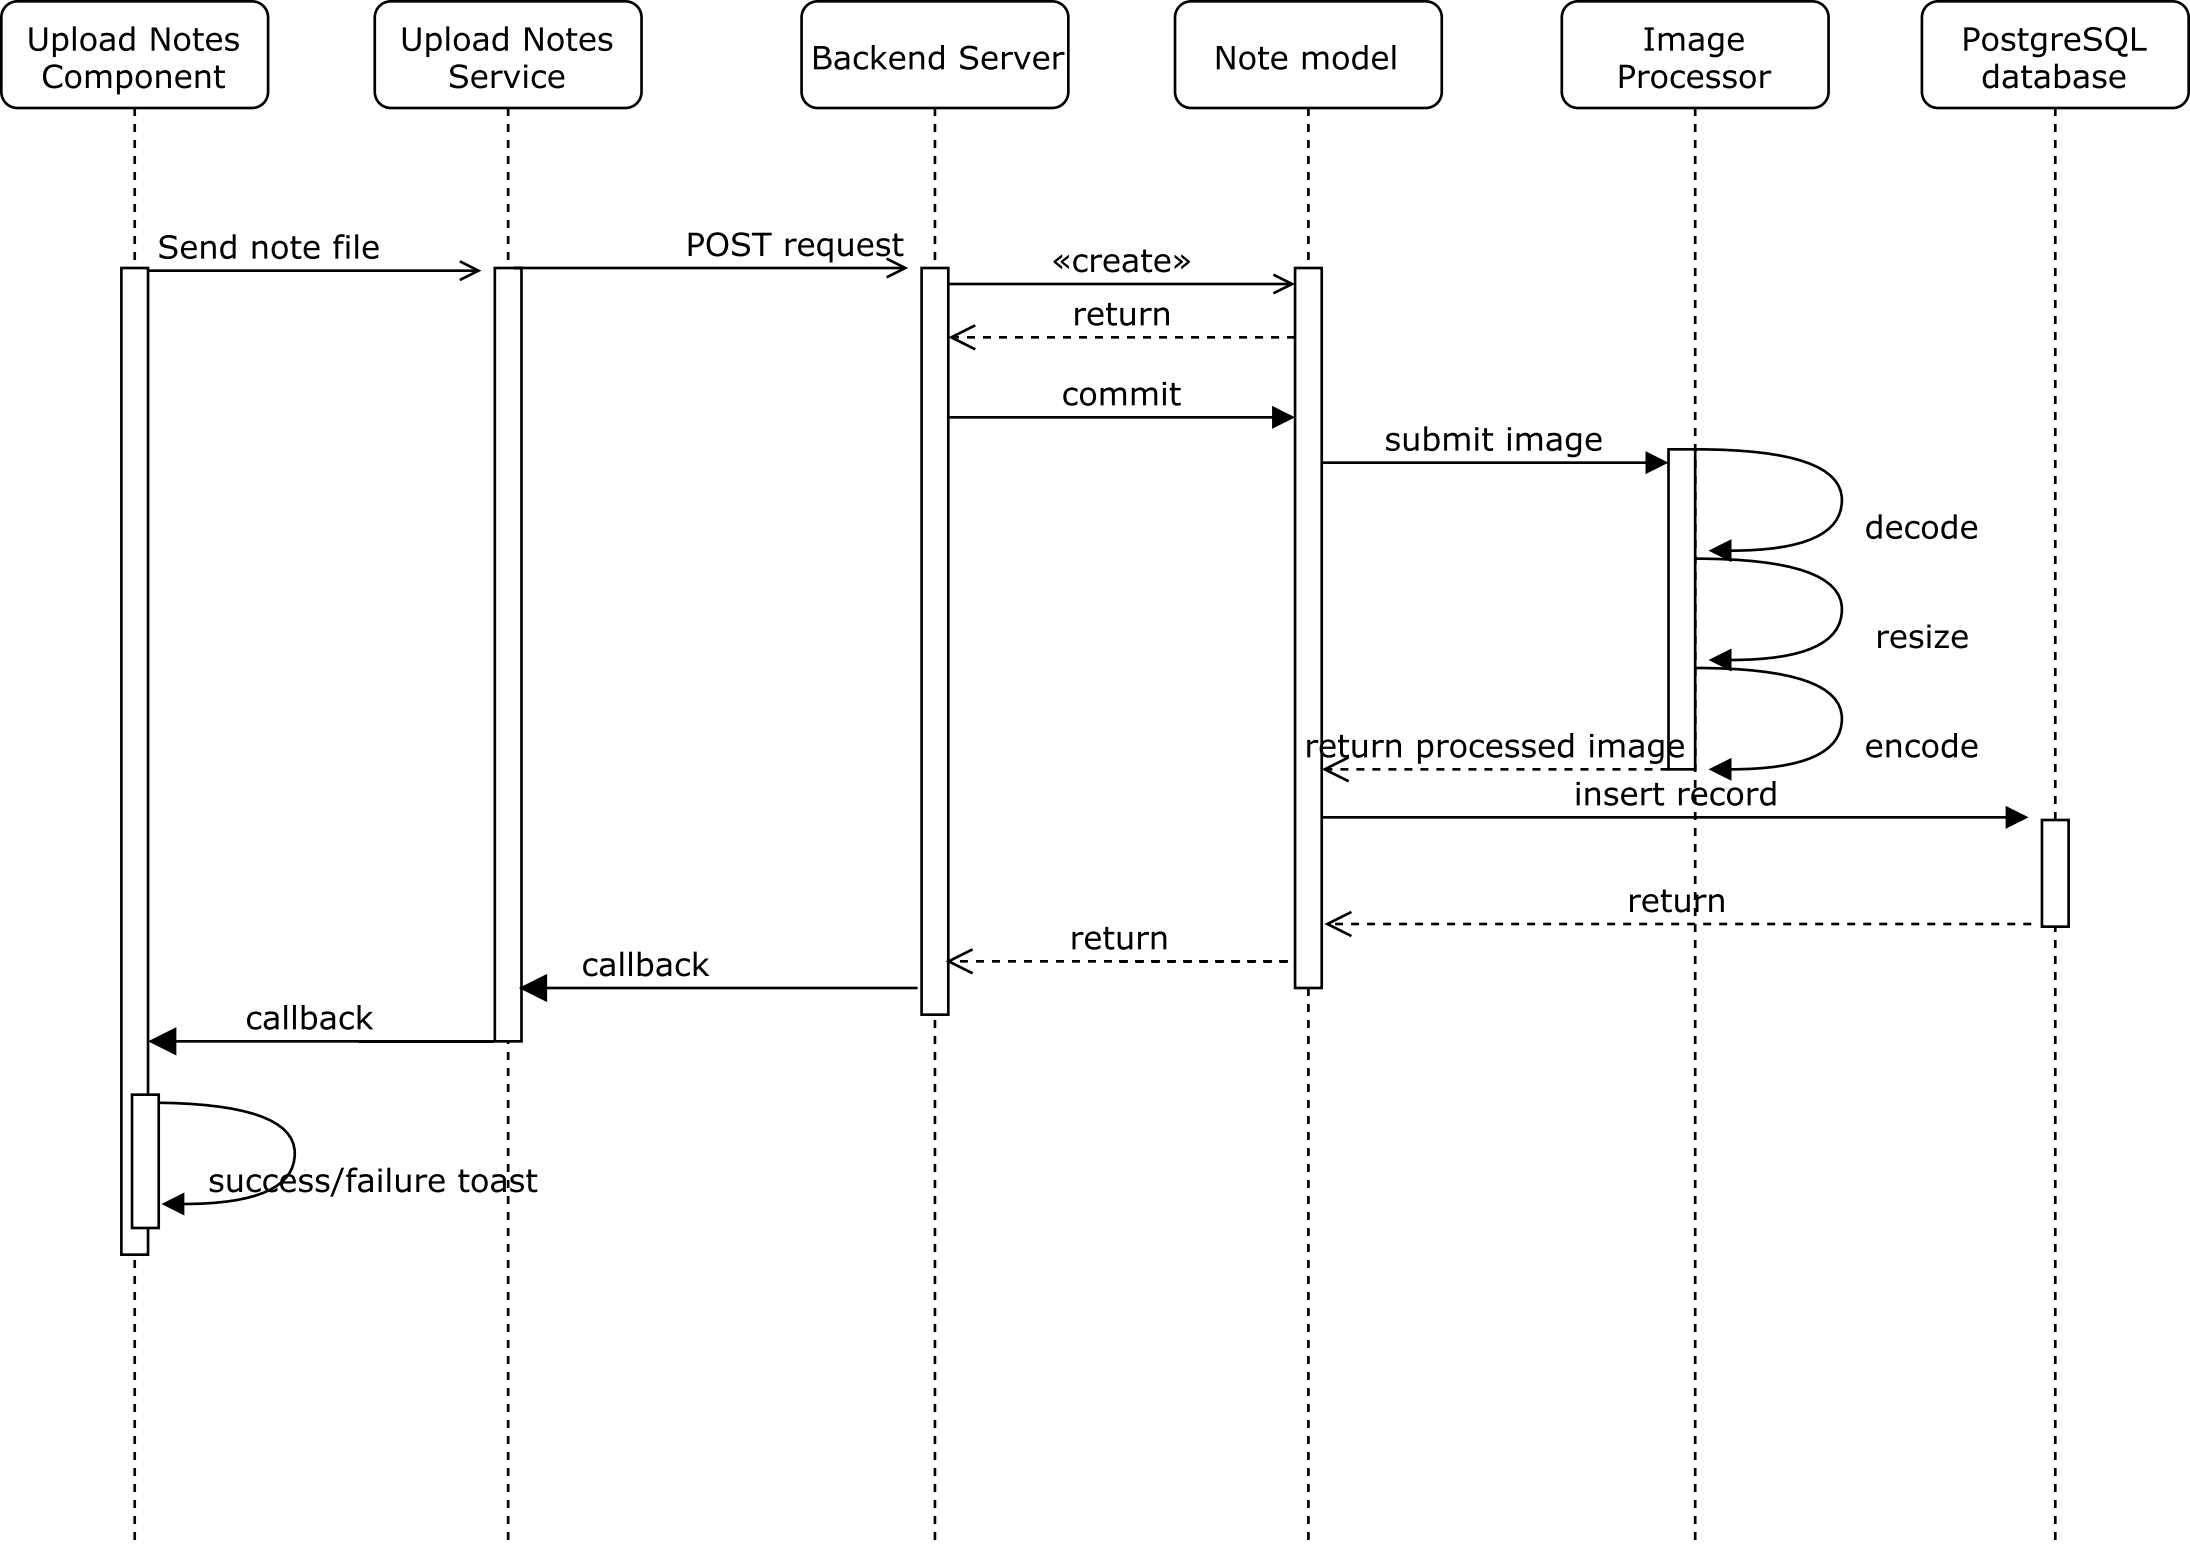 Upload Notes
Component
Upload Notes
Service
Backend Server
Note model
Image
Processor
PostgreSQL
database
Send note file
POST request
«create»
return
commit
submit image
decode
resize
return processed image
encode
insert record
return
return
callback
callback
success/failure toast